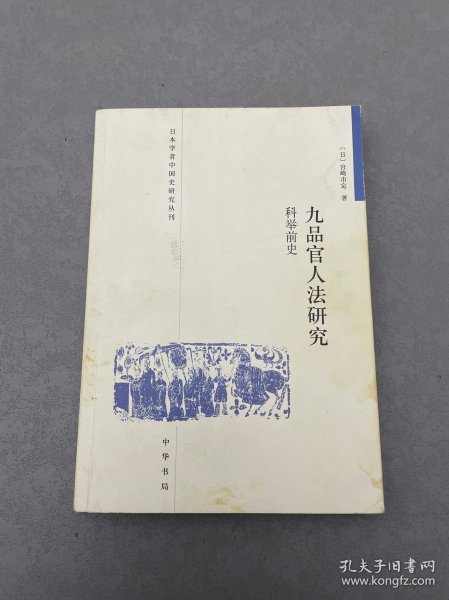 〔日〕宫崎市定 著
九品官人法研究
科举前史
日本学者中国史研究丛刊
中华书局
孔夫子旧书网
www.kongfz.com